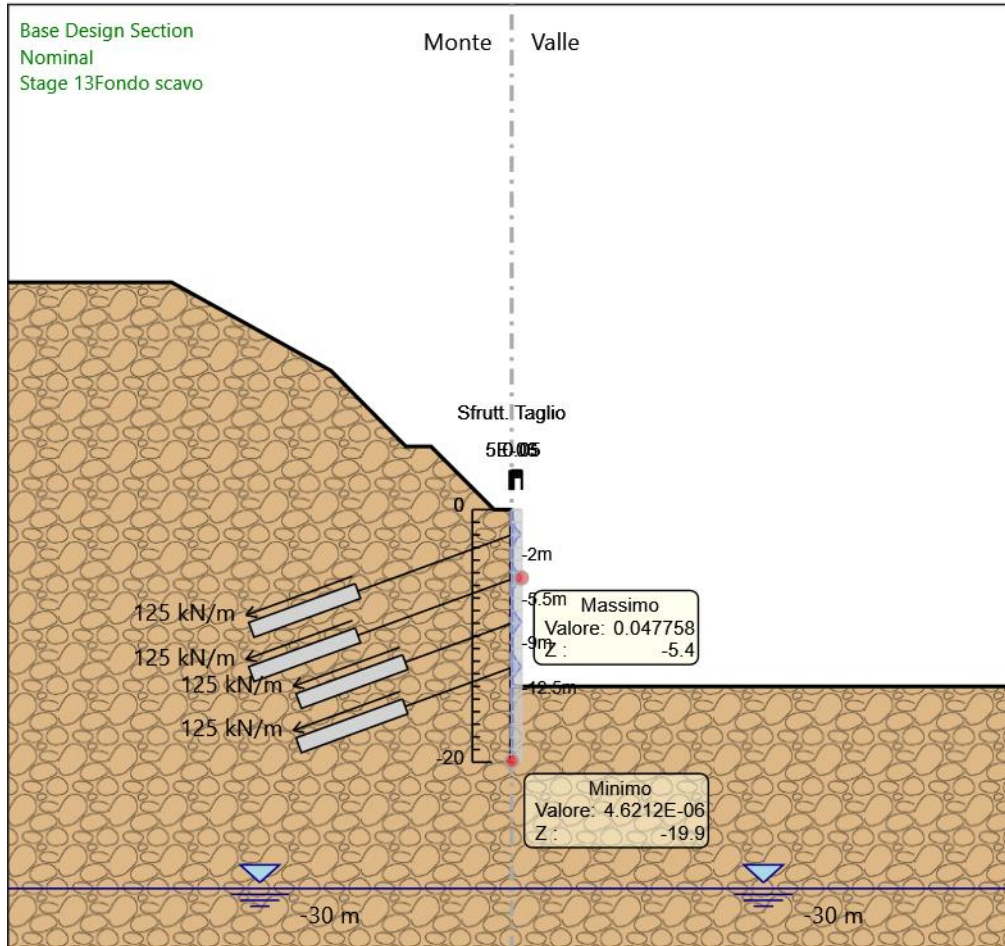 Base Design Section
Nominal
Stage 13Fondo scavo
Monte
Valle
Sfrutt. Taglio
0
-2m
-5.5m
-9m
-12.5m
-20
125 kN/m
125 kN/m
125 kN/m
125 kN/m
Massimo
Valore: 0.047758
Z : -5.4
Minimo
Valore: 4.6212E-06
Z : -19.9
-30 m
-30 m